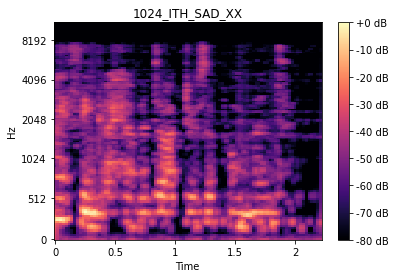 1024_ITH_SAD_XX
+0 dB
8192
-10 dB
4096
-20 dB
-30 dB
2048
Hz
-40 dB
1024
-50 dB
512
-60 dB
-70 dB
0
-80 dB
0
0.5
1
1.5
2
Time